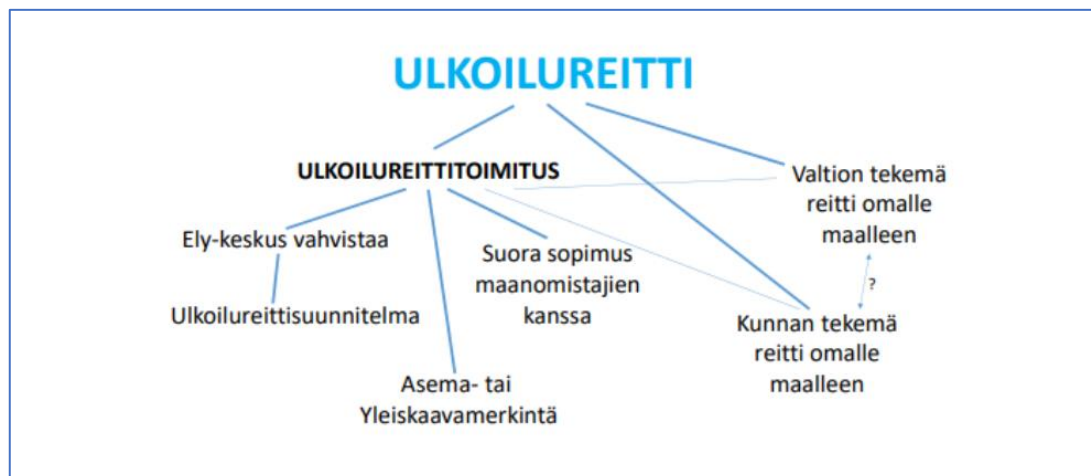 ULKOILUREITTI
ULKOILUREITTITOIMITUS
Valtion tekemä
reitti omalle
maalleen
Ely-keskus vahvistaa
Suora sopimus
maanomistajien
kanssa
?
Ulkoilureittisuunnitelma
Kunnan tekemä
reitti omalle
maalleen
Asema- tai
Yleiskaavamerkintä